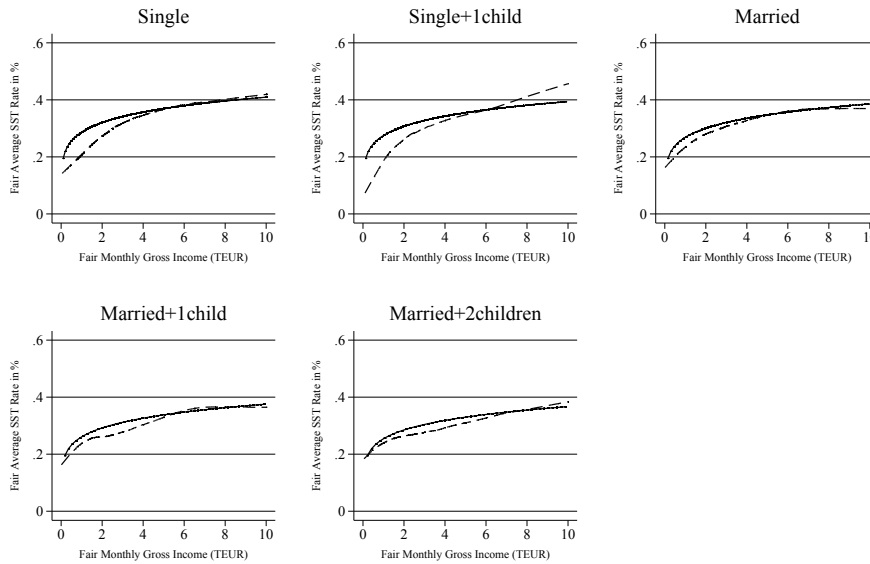 Single
Single+1child
Married
Fair Average SST Rate in %
.6
.4
.2
0
0 2 4 6 8 10
Fair Monthly Gross Income (TEUR)
Fair Average SST Rate in %
.6
.4
.2
0
0 2 4 6 8 10
Fair Monthly Gross Income (TEUR)
Fair Average SST Rate in %
.6
.4
.2
0
0 2 4 6 8 10
Fair Monthly Gross Income (TEUR)
Married+1child
Married+2children
Fair Average SST Rate in %
.6
.4
.2
0
0 2 4 6 8 10
Fair Monthly Gross Income (TEUR)
Fair Average SST Rate in %
.6
.4
.2
0
0 2 4 6 8 10
Fair Monthly Gross Income (TEUR)